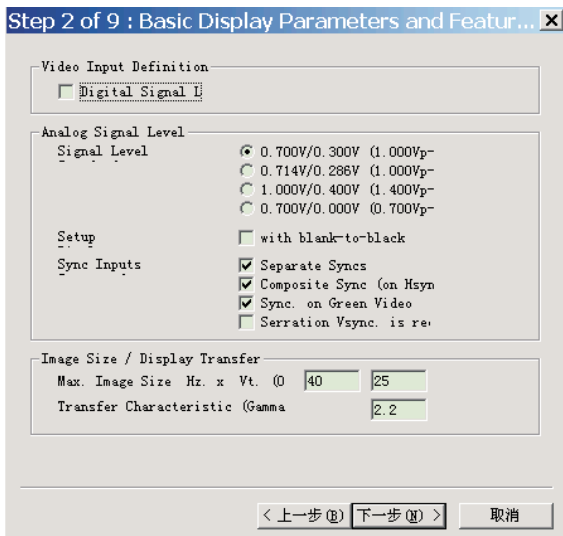 Step 2 of 9 : Basic Display Parameters and Featur...
Video Input Definition
Digital Signal L
Analog Signal Level
Signal Level
0.700V/0.300V (1.000Vp-
0.714V/0.286V (1.000Vp-
1.000V/0.400V (1.400Vp-
0.700V/0.000V (0.700Vp-
Setup
with blank-to-black
Sync Inputs
Separate Syncs
Composite Sync (on Hsyn
Sync. on Green Video
Serration Vsync. is re
Image Size / Display Transfer
Max. Image Size Hz. x Vt. (0 40 25
Transfer Characteristic (Gamma 2.2
< 上一步(B) 下一步(N) > 取消